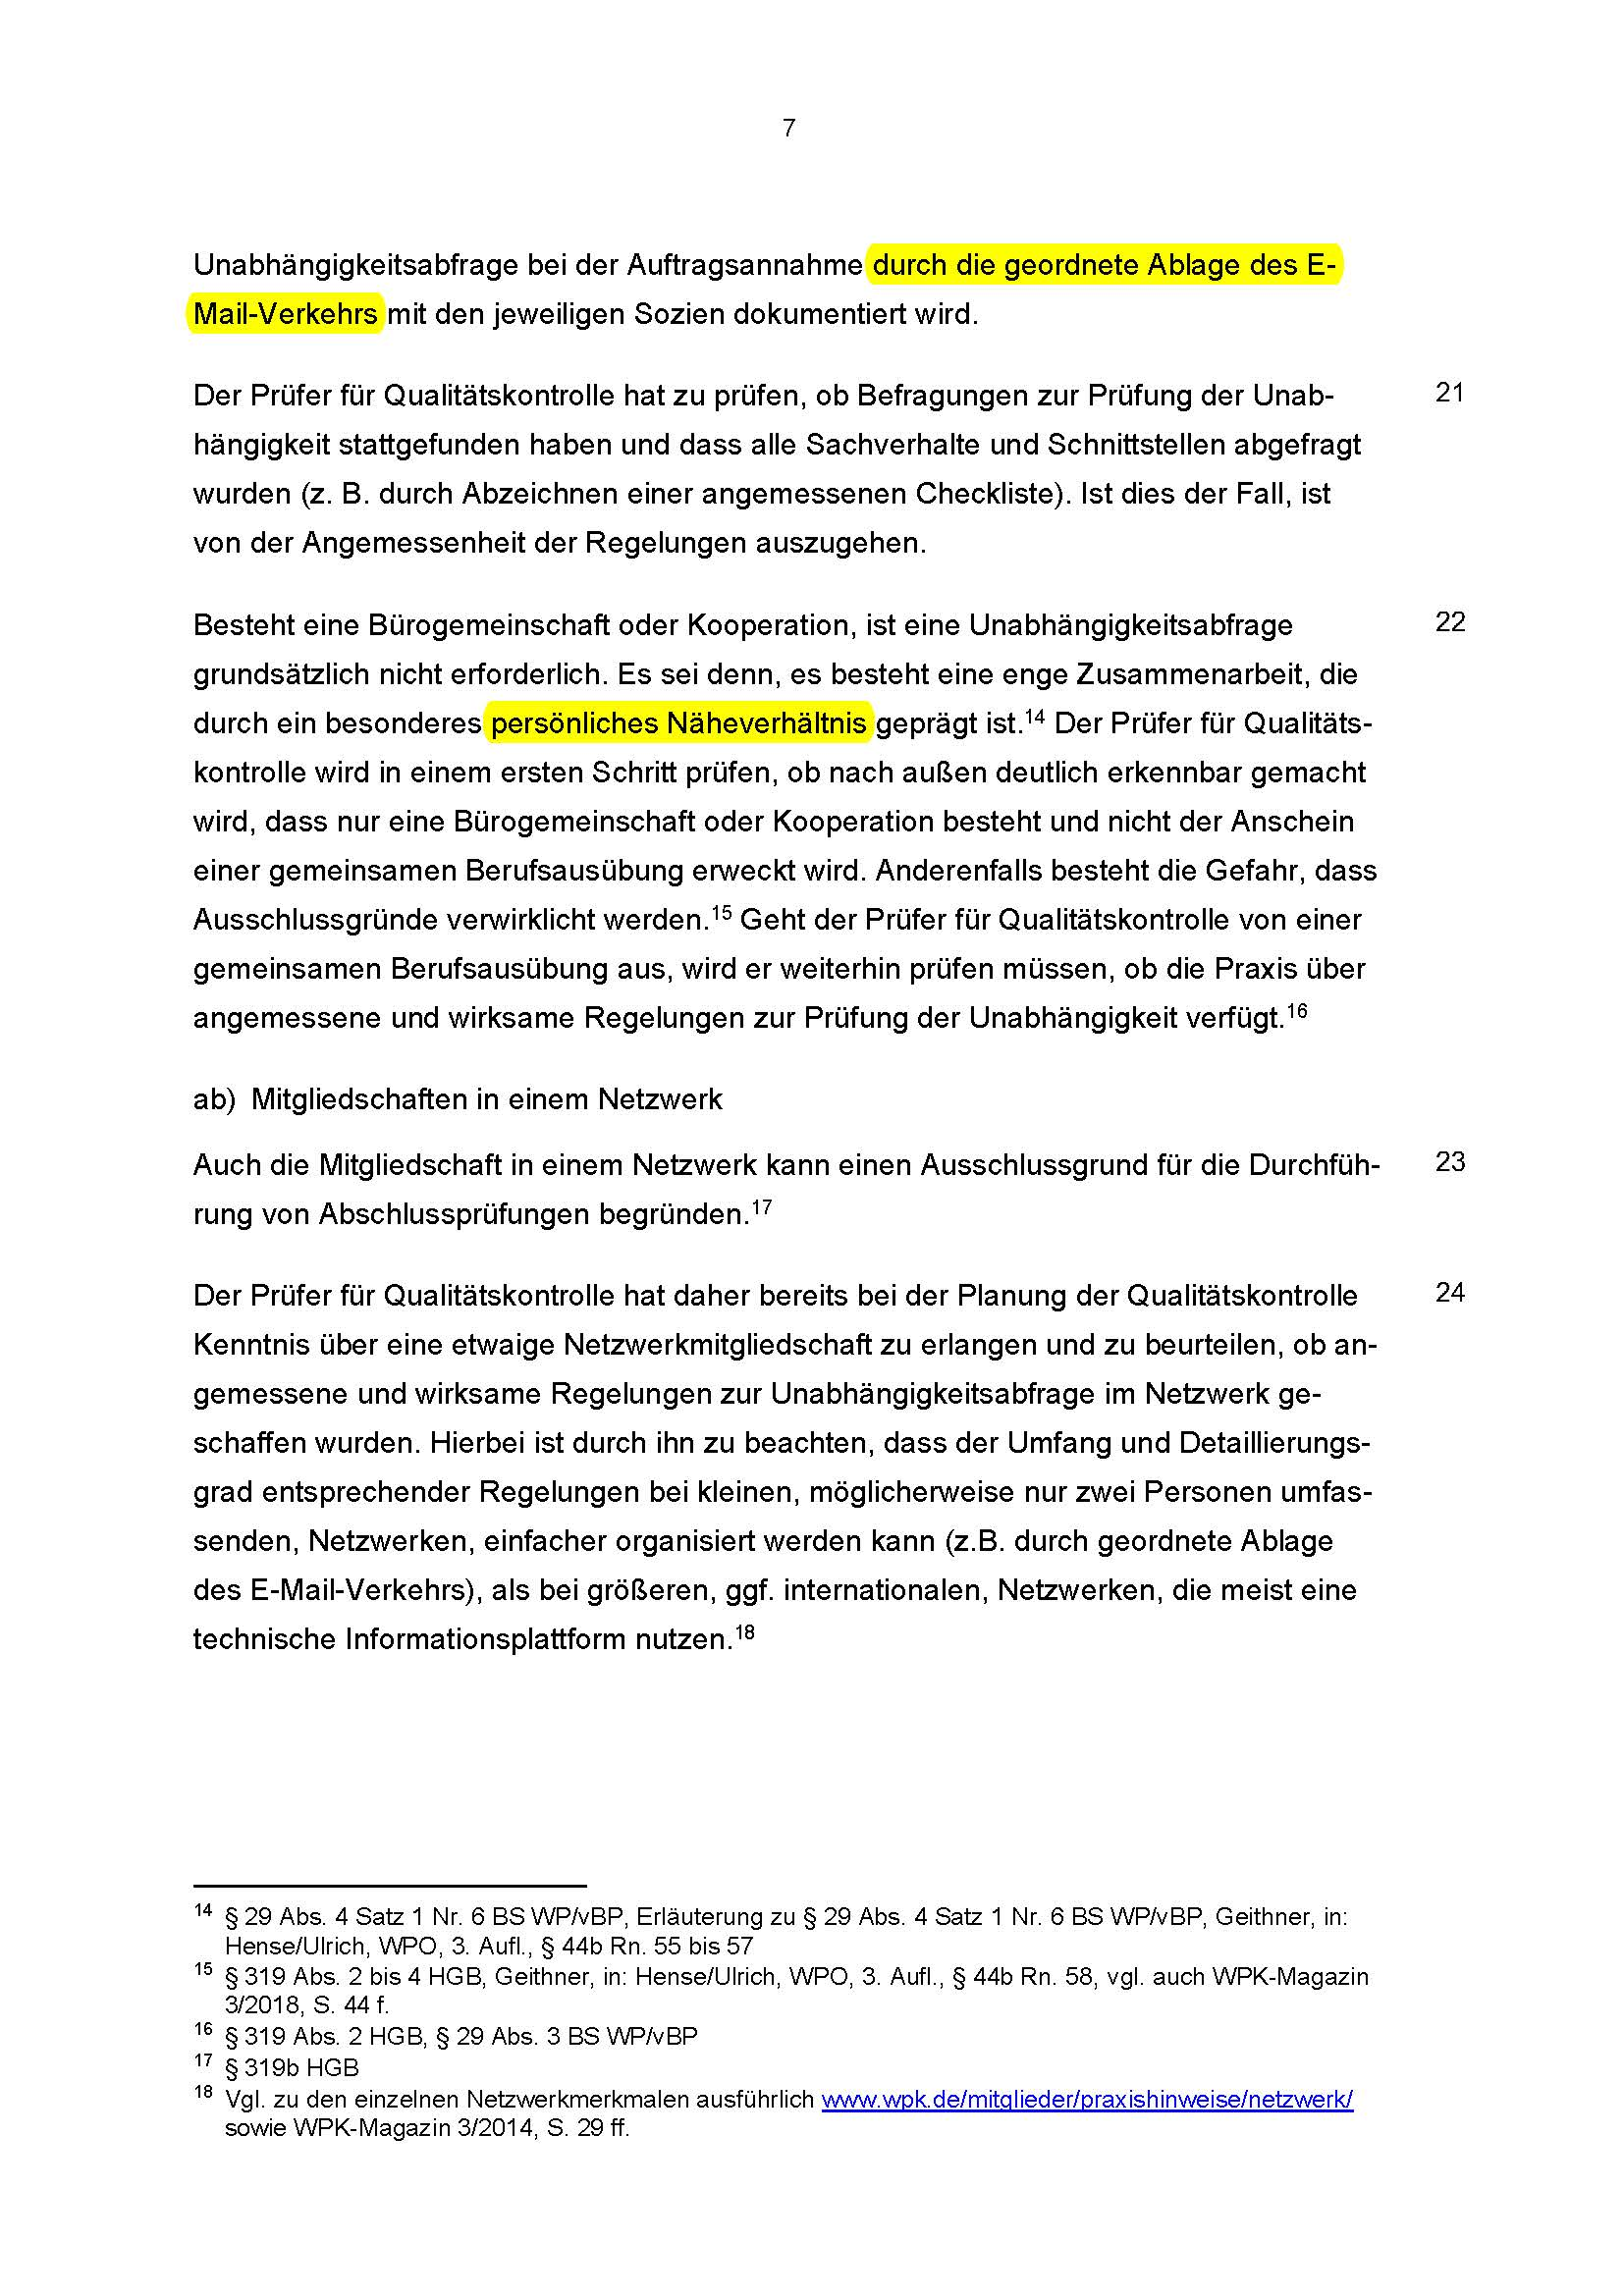 7
Unabhängigkeitsabfrage bei der Auftragsannahme durch die geordnete Ablage des E-
Mail-Verkehrs mit den jeweiligen Sozien dokumentiert wird.
Der Prüfer für Qualitätskontrolle hat zu prüfen, ob Befragungen zur Prüfung der Unab- 21
hängigkeit stattgefunden haben und dass alle Sachverhalte und Schnittstellen abgefragt
wurden (z. B. durch Abzeichnen einer angemessenen Checkliste). Ist dies der Fall, ist
von der Angemessenheit der Regelungen auszugehen.
Besteht eine Bürogemeinschaft oder Kooperation, ist eine Unabhängigkeitsabfrage 22
grundsätzlich nicht erforderlich. Es sei denn, es besteht eine enge Zusammenarbeit, die
durch ein besonderes persönliches Näheverhältnis geprägt ist.14 Der Prüfer für Qualitäts-
kontrolle wird in einem ersten Schritt prüfen, ob nach außen deutlich erkennbar gemacht
wird, dass nur eine Bürogemeinschaft oder Kooperation besteht und nicht der Anschein
einer gemeinsamen Berufsausübung erweckt wird. Anderenfalls besteht die Gefahr, dass
Ausschlussgründe verwirklicht werden.15 Geht der Prüfer für Qualitätskontrolle von einer
gemeinsamen Berufsausübung aus, wird er weiterhin prüfen müssen, ob die Praxis über
angemessene und wirksame Regelungen zur Prüfung der Unabhängigkeit verfügt.16
ab) Mitgliedschaften in einem Netzwerk
Auch die Mitgliedschaft in einem Netzwerk kann einen Ausschlussgrund für die Durchfüh- 23
rung von Abschlussprüfungen begründen.17
Der Prüfer für Qualitätskontrolle hat daher bereits bei der Planung der Qualitätskontrolle 24
Kenntnis über eine etwaige Netzwerkmitgliedschaft zu erlangen und zu beurteilen, ob an-
gemessene und wirksame Regelungen zur Unabhängigkeitsabfrage im Netzwerk ge-
schaffen wurden. Hierbei ist durch ihn zu beachten, dass der Umfang und Detaillierungs-
grad entsprechender Regelungen bei kleinen, möglicherweise nur zwei Personen umfas-
senden, Netzwerken, einfacher organisiert werden kann (z.B. durch geordnete Ablage
des E-Mail-Verkehrs), als bei größeren, ggf. internationalen, Netzwerken, die meist eine
technische Informationsplattform nutzen.18
14 § 29 Abs. 4 Satz 1 Nr. 6 BS WP/vBP, Erläuterung zu § 29 Abs. 4 Satz 1 Nr. 6 BS WP/vBP, Geithner, in:
Hense/Ulrich, WPO, 3. Aufl., § 44b Rn. 55 bis 57
15 § 319 Abs. 2 bis 4 HGB, Geithner, in: Hense/Ulrich, WPO, 3. Aufl., § 44b Rn. 58, vgl. auch WPK-Magazin
3/2018, S. 44 f.
16 § 319 Abs. 2 HGB, § 29 Abs. 3 BS WP/vBP
17 § 319b HGB
18 Vgl. zu den einzelnen Netzwerkmerkmalen ausführlich www.wpk.de/mitglieder/praxishinweise/netzwerk/
sowie WPK-Magazin 3/2014, S. 29 ff.